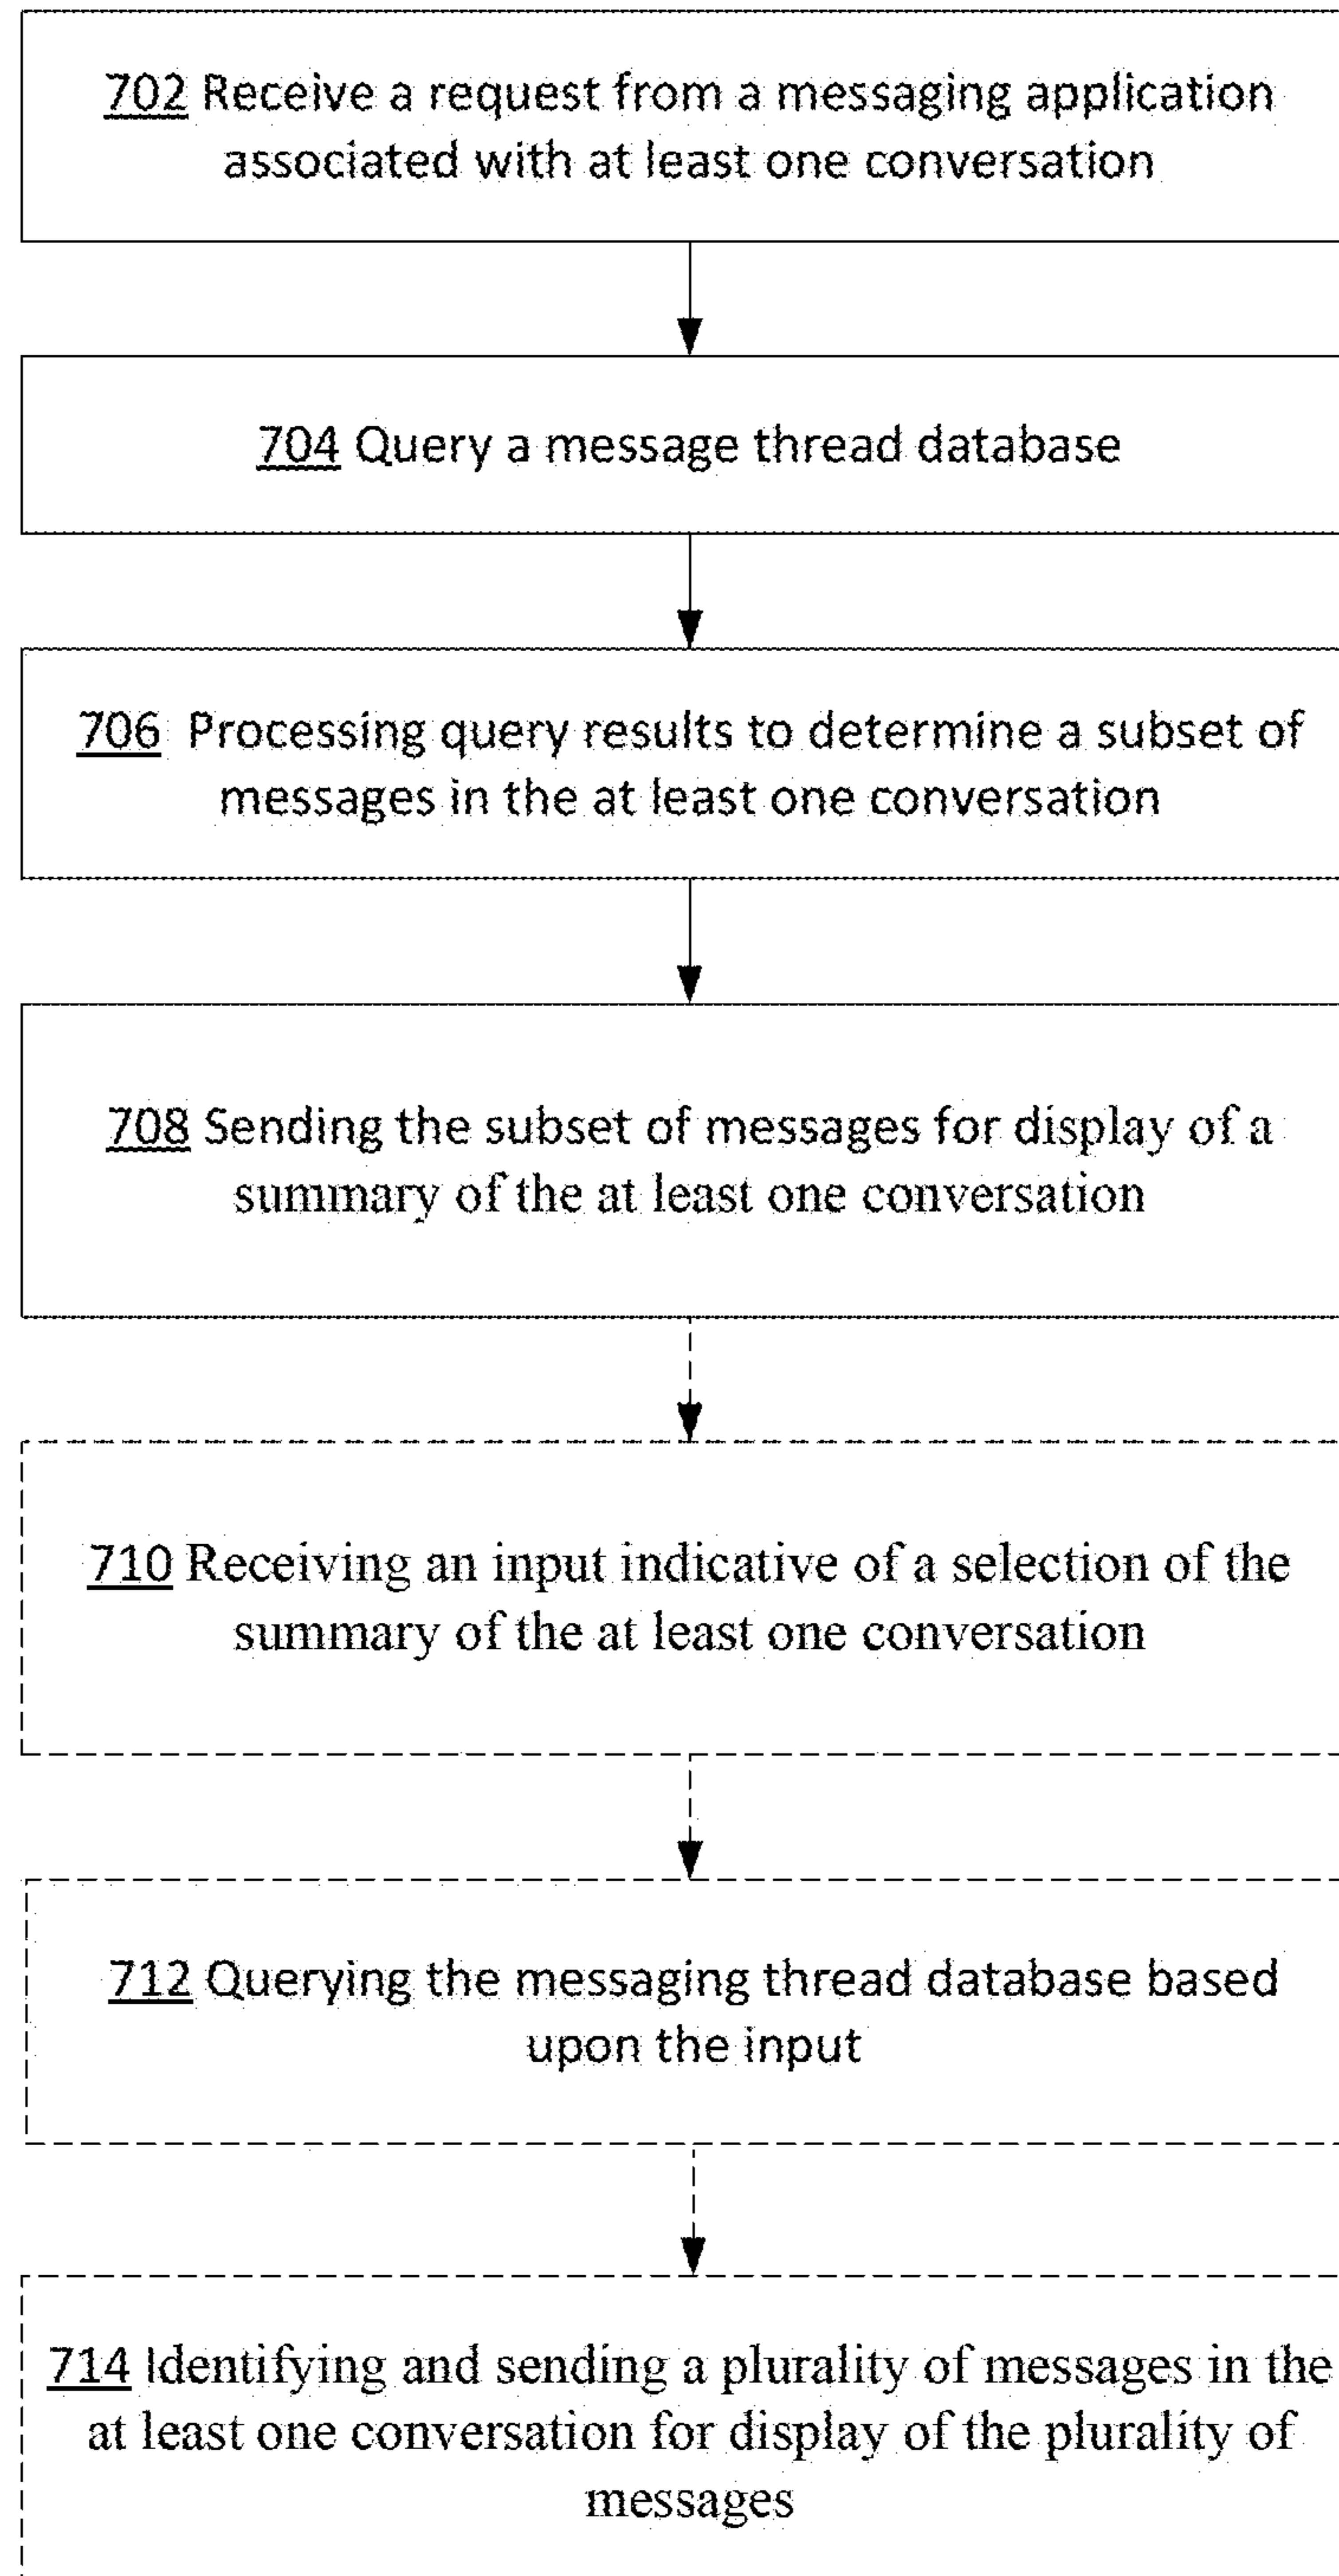 702 Receive a request from a messaging application
associated with at least one conversation
704 Query a message thread database
706 Processing query results to determine a subset of
messages in the at least one conversation
708 Sending the subset of messages for display of a
summary of the at least one conversation
710 Receiving an input indicative of a selection of the
summary of the at least one conversation
712 Querying the messaging thread database based
upon the input
714 Identifying and sending a plurality of messages in the
at least one conversation for display of the plurality of
messages